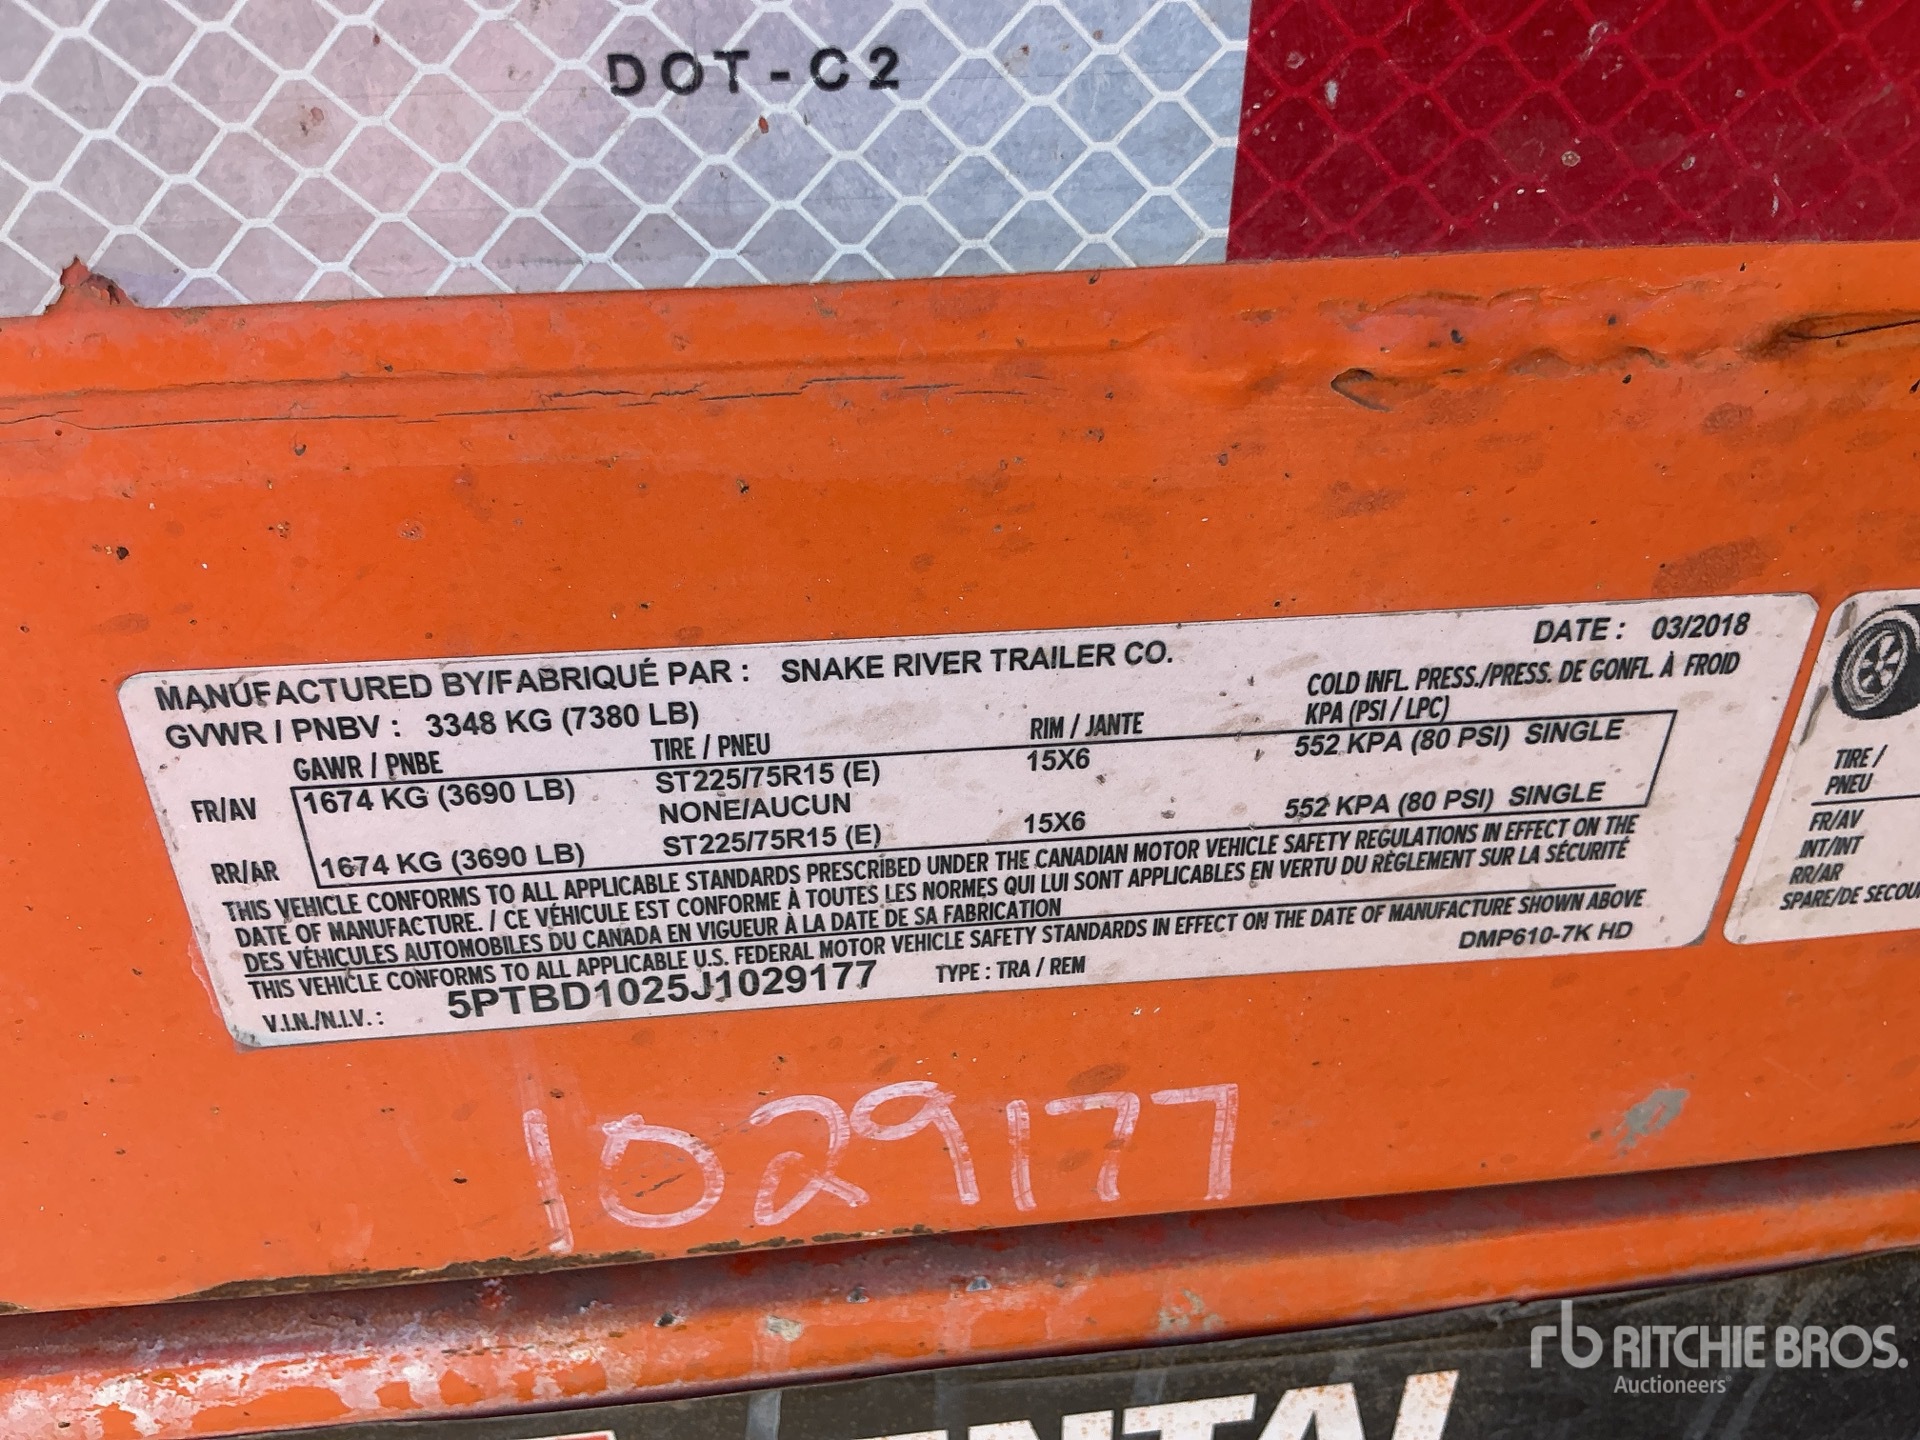 DOT-C2
DATE : 03/2018
MANUFACTURED BY/FABRIQUÉ PAR : SNAKE RIVER TRAILER CO.
GVWR / PNBV : 3348 KG (7380 LB)
COLD INFL. PRESS./PRESS. DE GONFL. À FROID
GAWR / PNBE TIRE / PNEU RIM / JANTE KPA (PSI / LPC)
FR/AV 1674 KG (3690 LB) ST225/75R15 (E) 15X6 552 KPA (80 PSI) SINGLE
NONE/AUCUN
RR/AR 1674 KG (3690 LB) ST225/75R15 (E) 15X6 552 KPA (80 PSI) SINGLE
THIS VEHICLE CONFORMS TO ALL APPLICABLE STANDARDS PRESCRIBED UNDER THE CANADIAN MOTOR VEHICLE SAFETY REGULATIONS IN EFFECT ON THE
DATE OF MANUFACTURE. / CE VÉHICULE EST CONFORME À TOUTES LES NORMES QUI LUI SONT APPLICABLES EN VERTU DU RÈGLEMENT SUR LA SÉCURITÉ
DES VÉHICULES AUTOMOBILES DU CANADA EN VIGUEUR À LA DATE DE SA FABRICATION
THIS VEHICLE CONFORMS TO ALL APPLICABLE U.S. FEDERAL MOTOR VEHICLE SAFETY STANDARDS IN EFFECT ON THE DATE OF MANUFACTURE SHOWN ABOVE
V.I.N./N.I.V. : 5PTBD1025J1029177 TYPE : TRA / REM DMP610-7K HD
TIRE /
PNEU
FR/AV
INT/INT
RR/AR
SPARE/DE SECOU
1029177
rb RITCHIE BROS.
Auctioneers
ENTAL